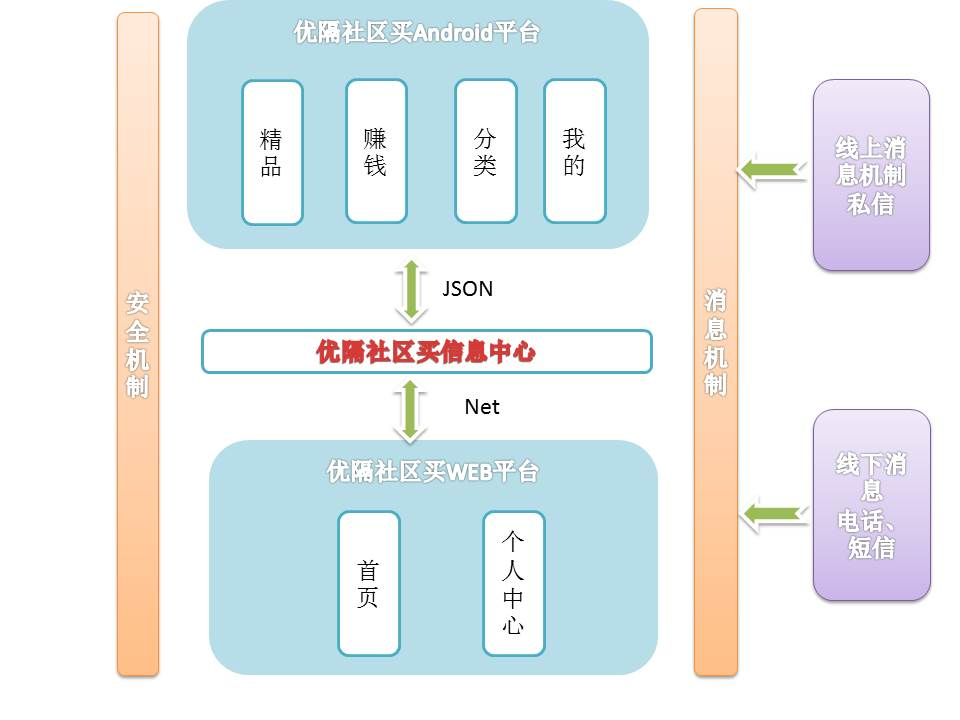 优隔社区买Android平台
精
品
赚
钱
分
类
我
的
线上消
息机制
私信
JSON
安
全
机
制
消
息
机
制
优隔社区买信息中心
Net
优隔社区买WEB平台
首
页
个
人
中
心
线下消
息
电话、
短信